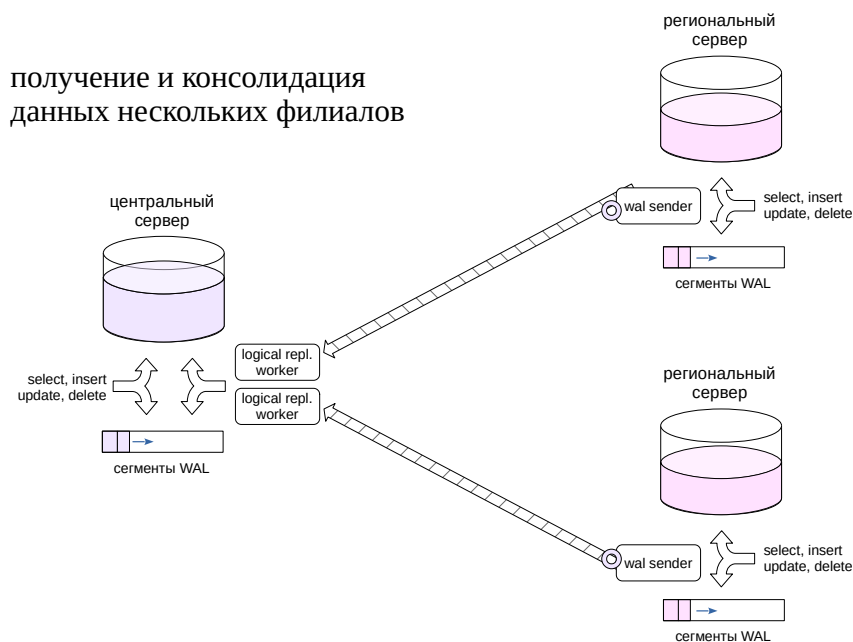 региональный
сервер
получение и консолидация
данных нескольких филиалов
центральный
сервер
wal sender
select, insert
update, delete
сегменты WAL
logical repl.
worker
select, insert
update, delete
logical repl.
worker
сегменты WAL
региональный
сервер
wal sender
select, insert
update, delete
сегменты WAL